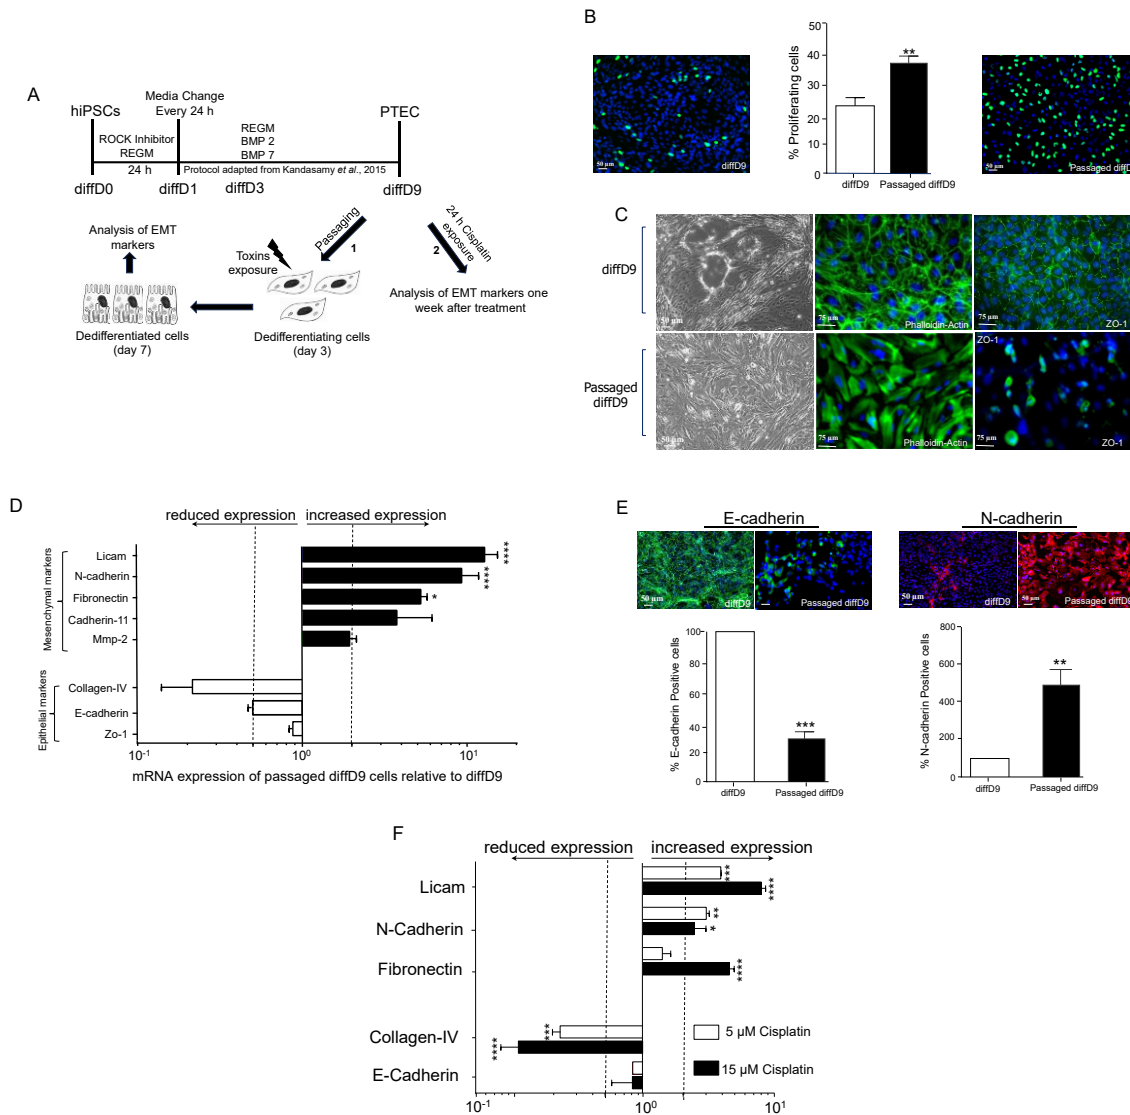 A
hiPSCs
Media Change
Every 24 h
PTEC
ROCK Inhibitor
REGM
24 h
REGM
BMP 2
BMP 7
Protocol adapted from Kandasamy et al., 2015
diffD0
diffD1
diffD3
diffD9
Analysis of EMT
markers
Toxins
exposure
Passaging
1
24 h Cisplatin
exposure
2
Analysis of EMT markers one
week after treatment
Dedifferentiated cells
(day 7)
Dedifferentiating cells
(day 3)
B
50 µm
diffD9
% Proliferating cells
50
40
30
20
10
0
**
diffD9
Passaged diffD9
50 µm
Passaged diffD
C
diffD9
50 µm
75 µm
Phalloidin-Actin
75 µm
ZO-1
Passaged
diffD9
50 µm
75 µm
Phalloidin-Actin
ZO-1
75 µm
ZO-1
D
reduced expression
increased expression
Mesenchymal markers
Licam
****
N-cadherin
****
Fibronectin
*
Cadherin-11
Mmp-2
Epithelial markers
Collagen-IV
E-cadherin
Zo-1
10-1
100
101
mRNA expression of passaged diffD9 cells relative to diffD9
E
E-cadherin
N-cadherin
50 µm
diffD9
Passaged diffD9
50 µm
diffD9
50 µm
Passaged diffD9
% E-cadherin Positive cells
100
80
60
40
20
0
***
diffD9
Passaged diffD9
% N-cadherin Positive cells
800
600
400
200
0
**
diffD9
Passaged diffD9
F
reduced expression
increased expression
Licam
***
****
N-Cadherin
**
*
Fibronectin
****
Collagen-IV
***
****
E-Cadherin
5 µM Cisplatin
15 µM Cisplatin
10-1
100
101